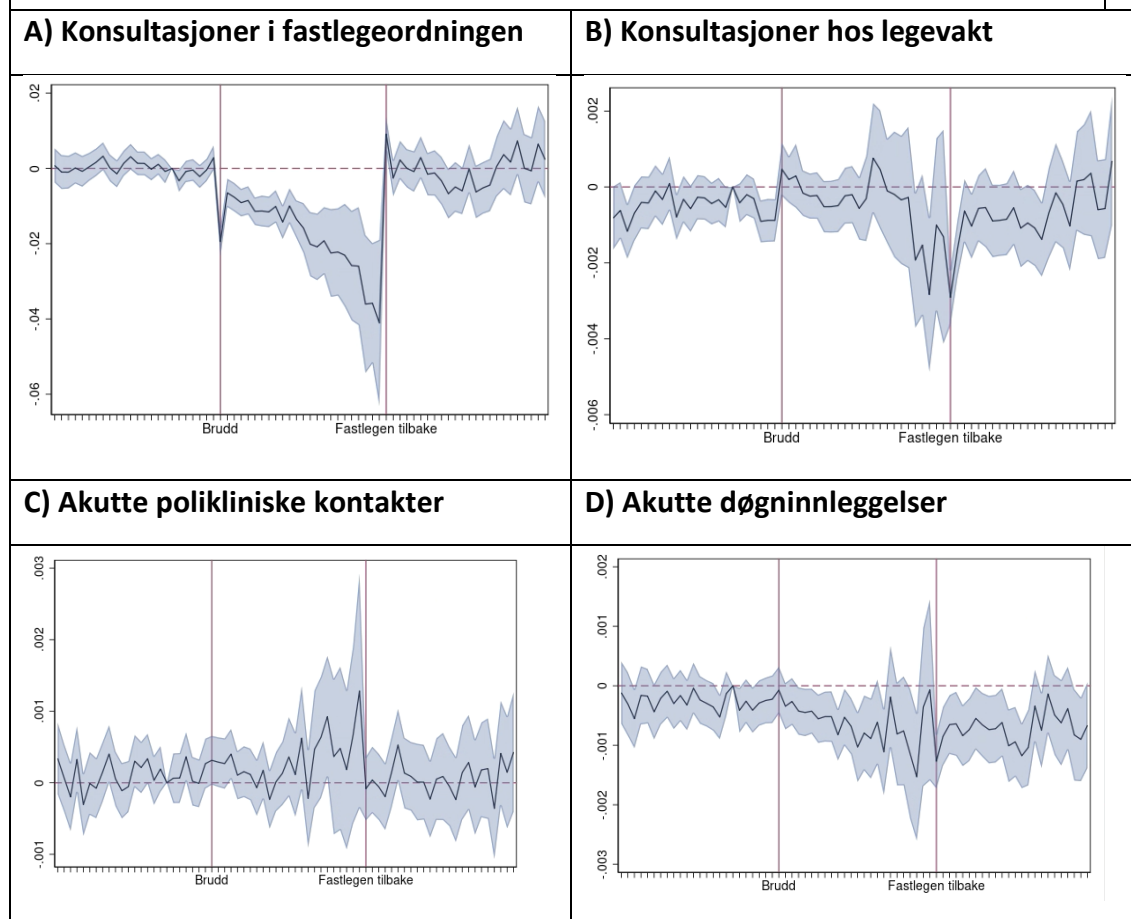 A) Konsultasjoner i fastlegeordningen
.02
0
-.02
-.04
-.06
Brudd Fastlegen tilbake
B) Konsultasjoner hos legevakt
.002
0
-.002
-.004
-.006
Brudd Fastlegen tilbake
C) Akutte polikliniske kontakter
.003
.002
.001
0
-.001
Brudd Fastlegen tilbake
D) Akutte døgninnleggelser
.002
.001
0
-.001
-.002
-.003
Brudd Fastlegen tilbake